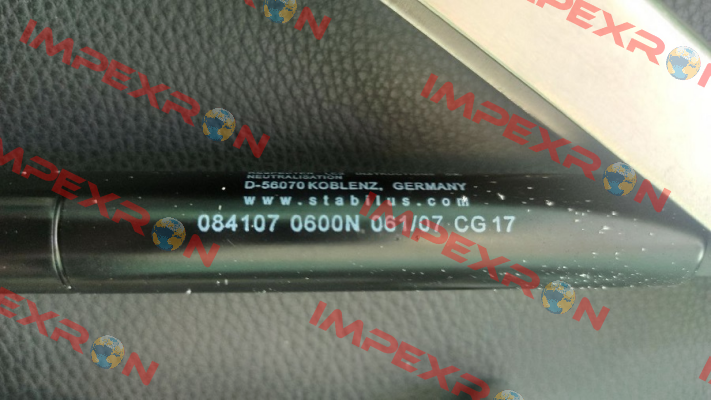 NEUTRALISATION
D-56070 KOBLENZ, GERMANY
www.stabilus.com
084107 0600N 061/07 CG 17
IMPEXRON
IMPEXRON
IMPEXRON
IMPEXRON
IMPEXRON
IMPEXRON